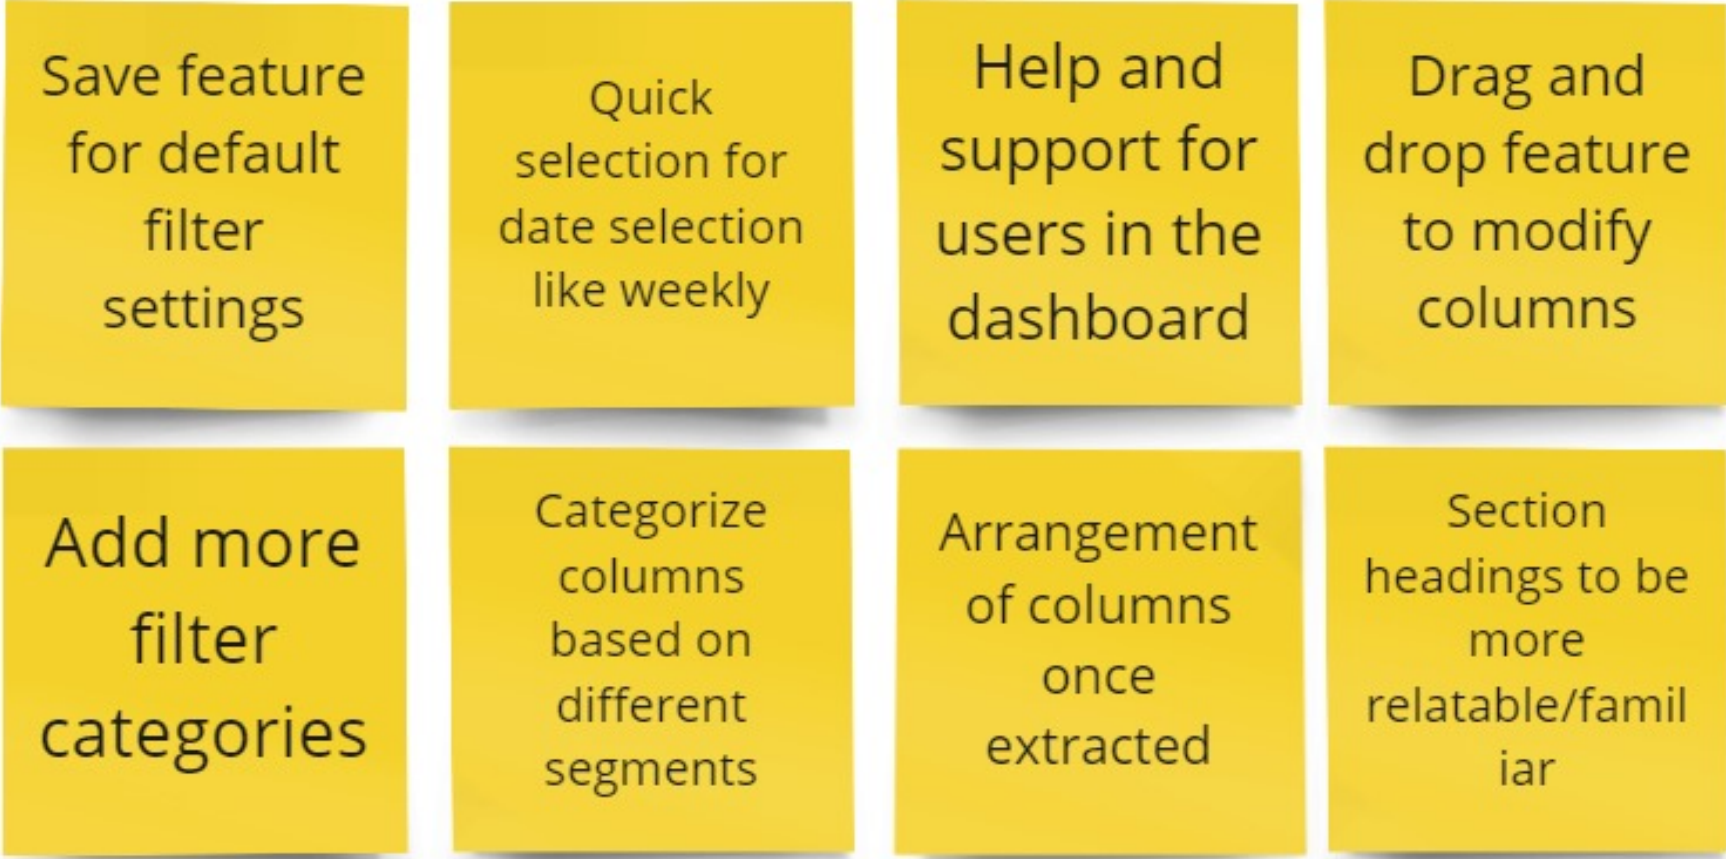 Save feature
for default
filter
settings
Quick
selection for
date selection
like weekly
Help and
support for
users in the
dashboard
Drag and
drop feature
to modify
columns
Add more
filter
categories
Categorize
columns
based on
different
segments
Arrangement
of columns
once
extracted
Section
headings to be
more
relatable/famil
iar